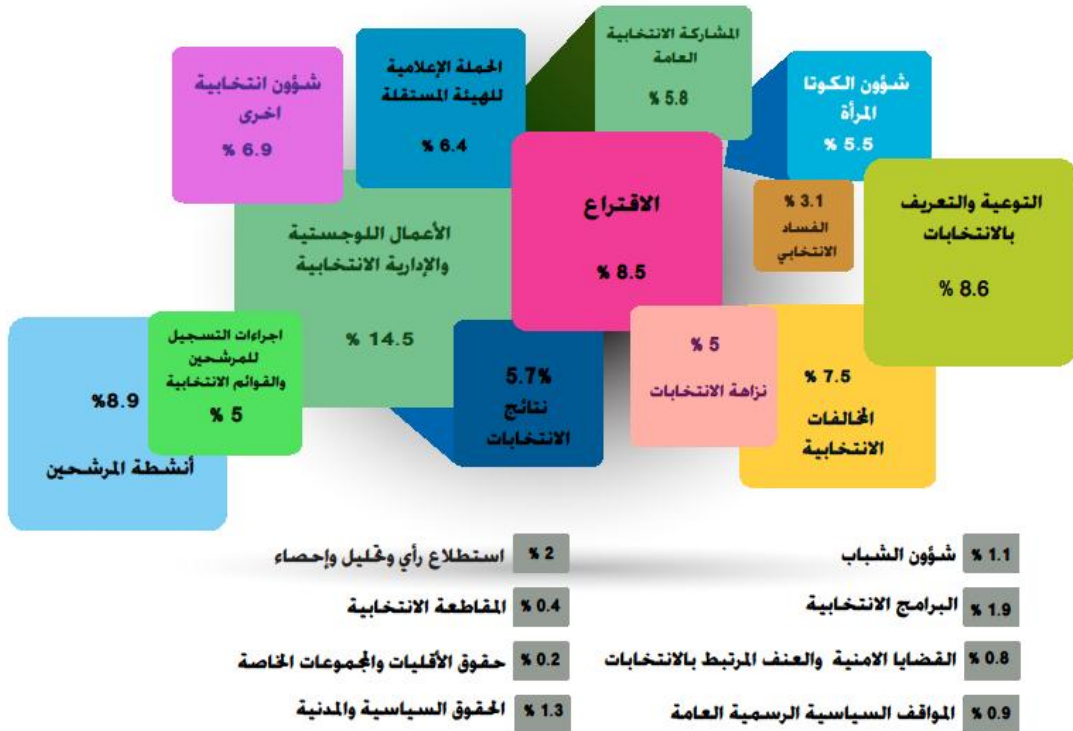 المشاركة الانتخابية
العامة
% 5.8
شؤون الكوتا
المرأة
% 5.5
الحملة الإعلامية
للهيئة المستقلة
% 6.4
شؤون انتخابية
اخرى
% 6.9
التوعية والتعريف
بالانتخابات
% 8.6
% 3.1
الفساد
الانتخابي
الاقتراع
% 8.5
الأعمال اللوجستية
والإدارية الانتخابية
% 14.5
% 7.5
المخالفات
الانتخابية
% 5
نزاهة الانتخابات
5.7%
نتائج
الانتخابات
اجراءات التسجيل
للمرشحين
والقوائم الانتخابية
% 5
%8.9
أنشطة المرشحين
% 1.1 شؤون الشباب
% 1.9 البرامج الانتخابية
% 0.8 القضايا الامنية والعنف المرتبط بالانتخابات
% 0.9 المواقف السياسية الرسمية العامة
% 2 استطلاع رأي وتحليل وإحصاء
% 0.4 المقاطعة الانتخابية
% 0.2 حقوق الأقليات والمجموعات الخاصة
% 1.3 الحقوق السياسية والمدنية